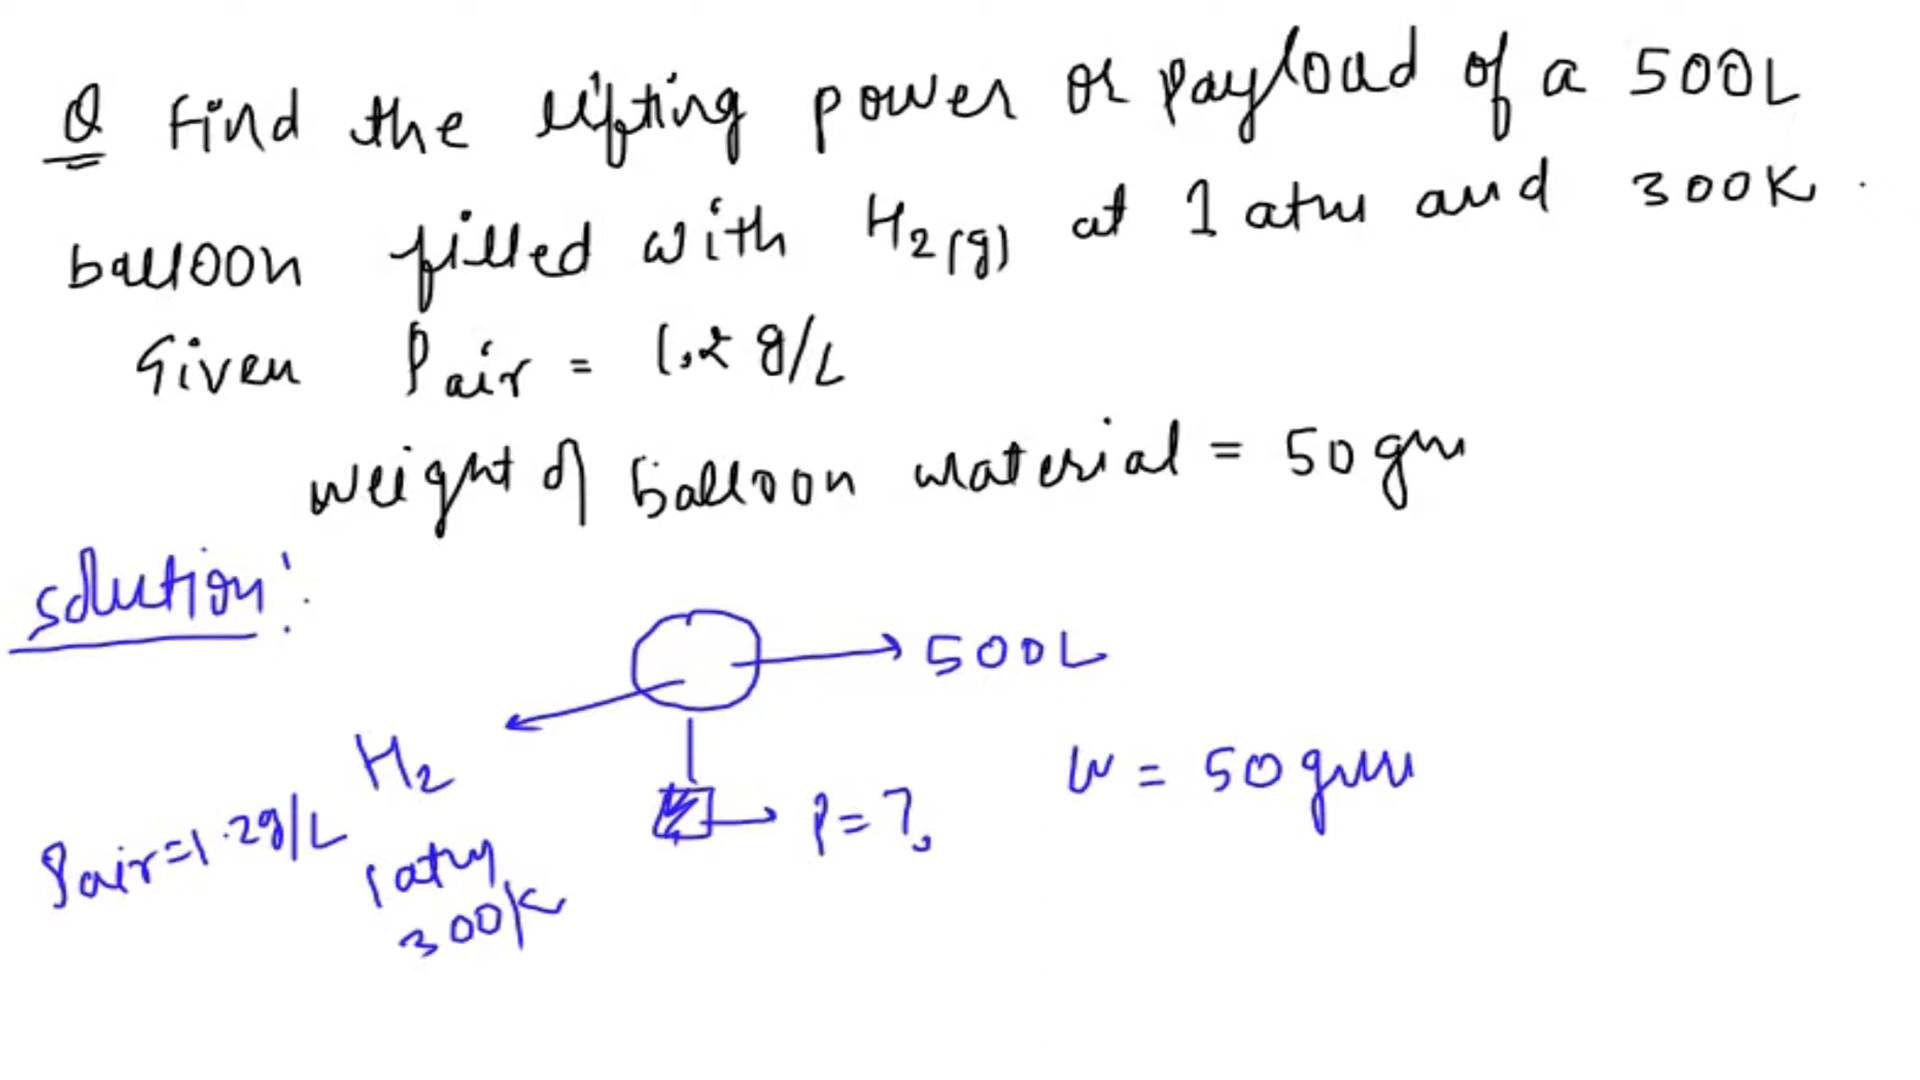 Q Find the lifting power or payload of a 500L
balloon filled with H2(g) at 1 atm and 300K.
Given ρair = 1.2 g/L
weight of balloon material = 50 gm
solution:
500L
H2
1 atm
300K
ρair = 1.2g/L
P = ?
W = 50 gm